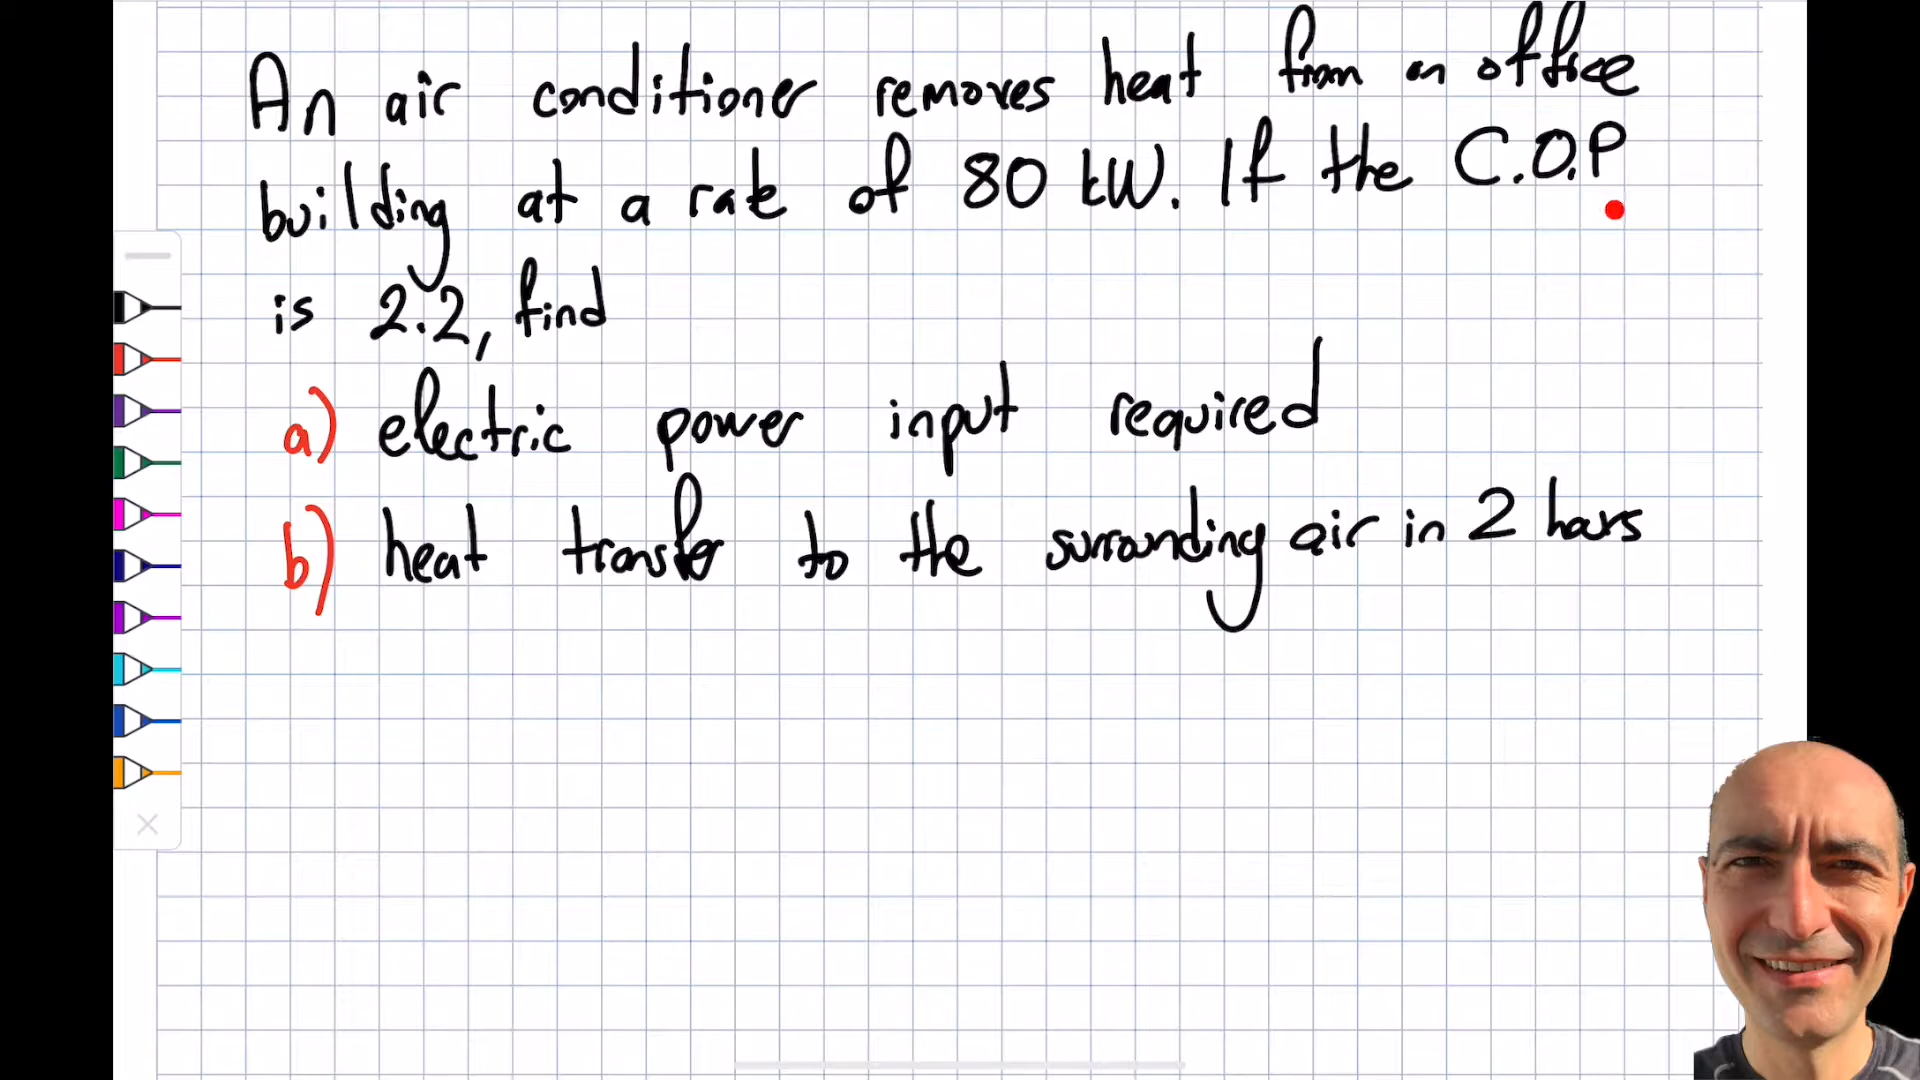 An air conditioner removes heat from an office
building at a rate of 80 kW. If the C.O.P
is 2.2, find
a) electric power input required
b) heat transfer to the surrounding air in 2 hours